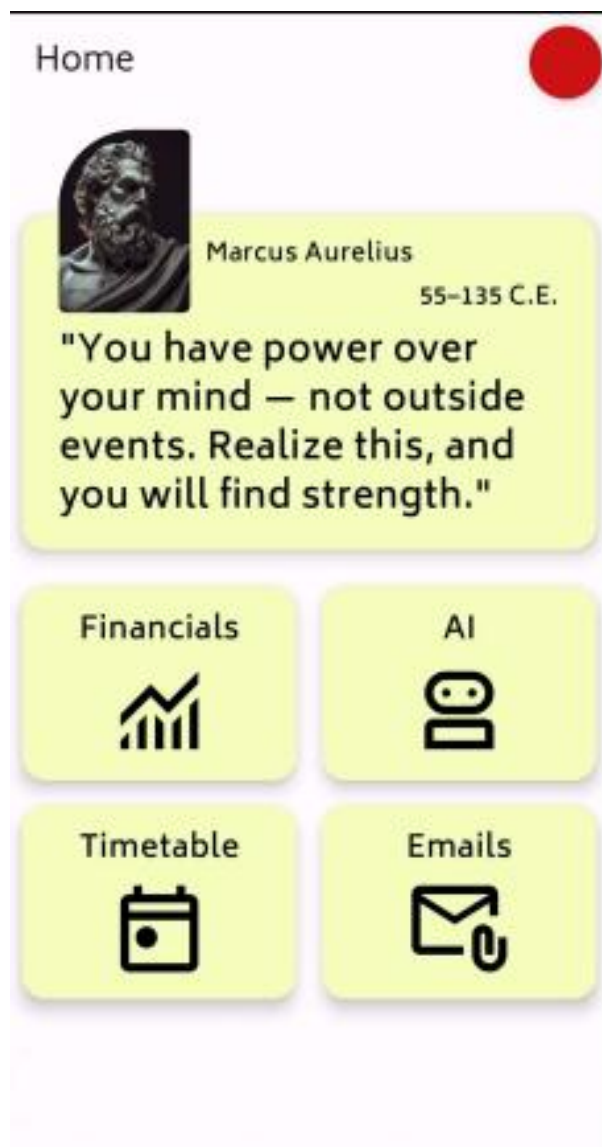 Home
Marcus Aurelius
55–135 C.E.
"You have power over
your mind — not outside
events. Realize this, and
you will find strength."
Financials
AI
Timetable
Emails